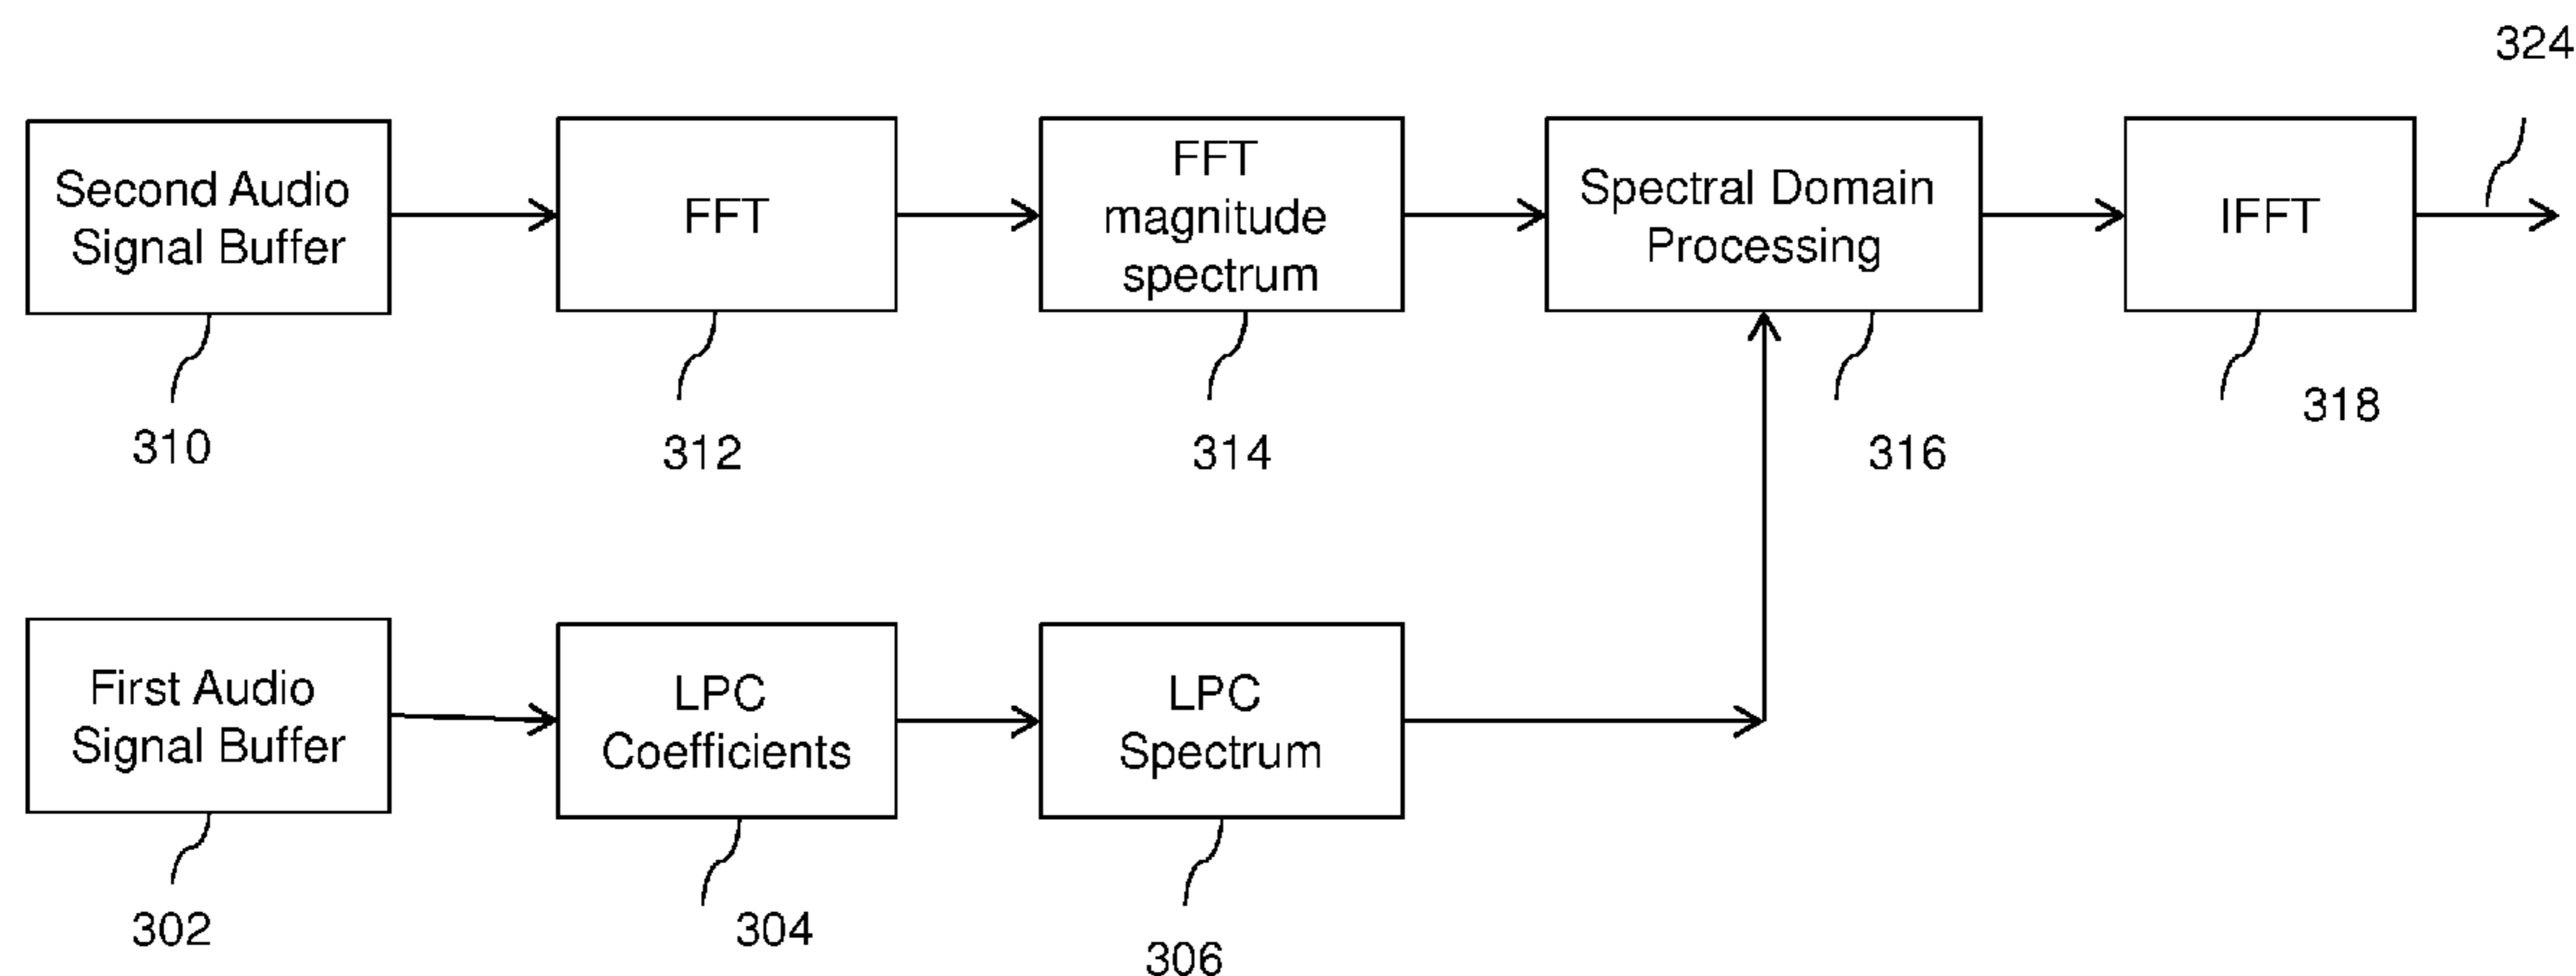 324
Second Audio
Signal Buffer
FFT
FFT
magnitude
spectrum
Spectral Domain
Processing
IFFT
310
312
314
316
318
First Audio
Signal Buffer
LPC
Coefficients
LPC
Spectrum
302
304
306